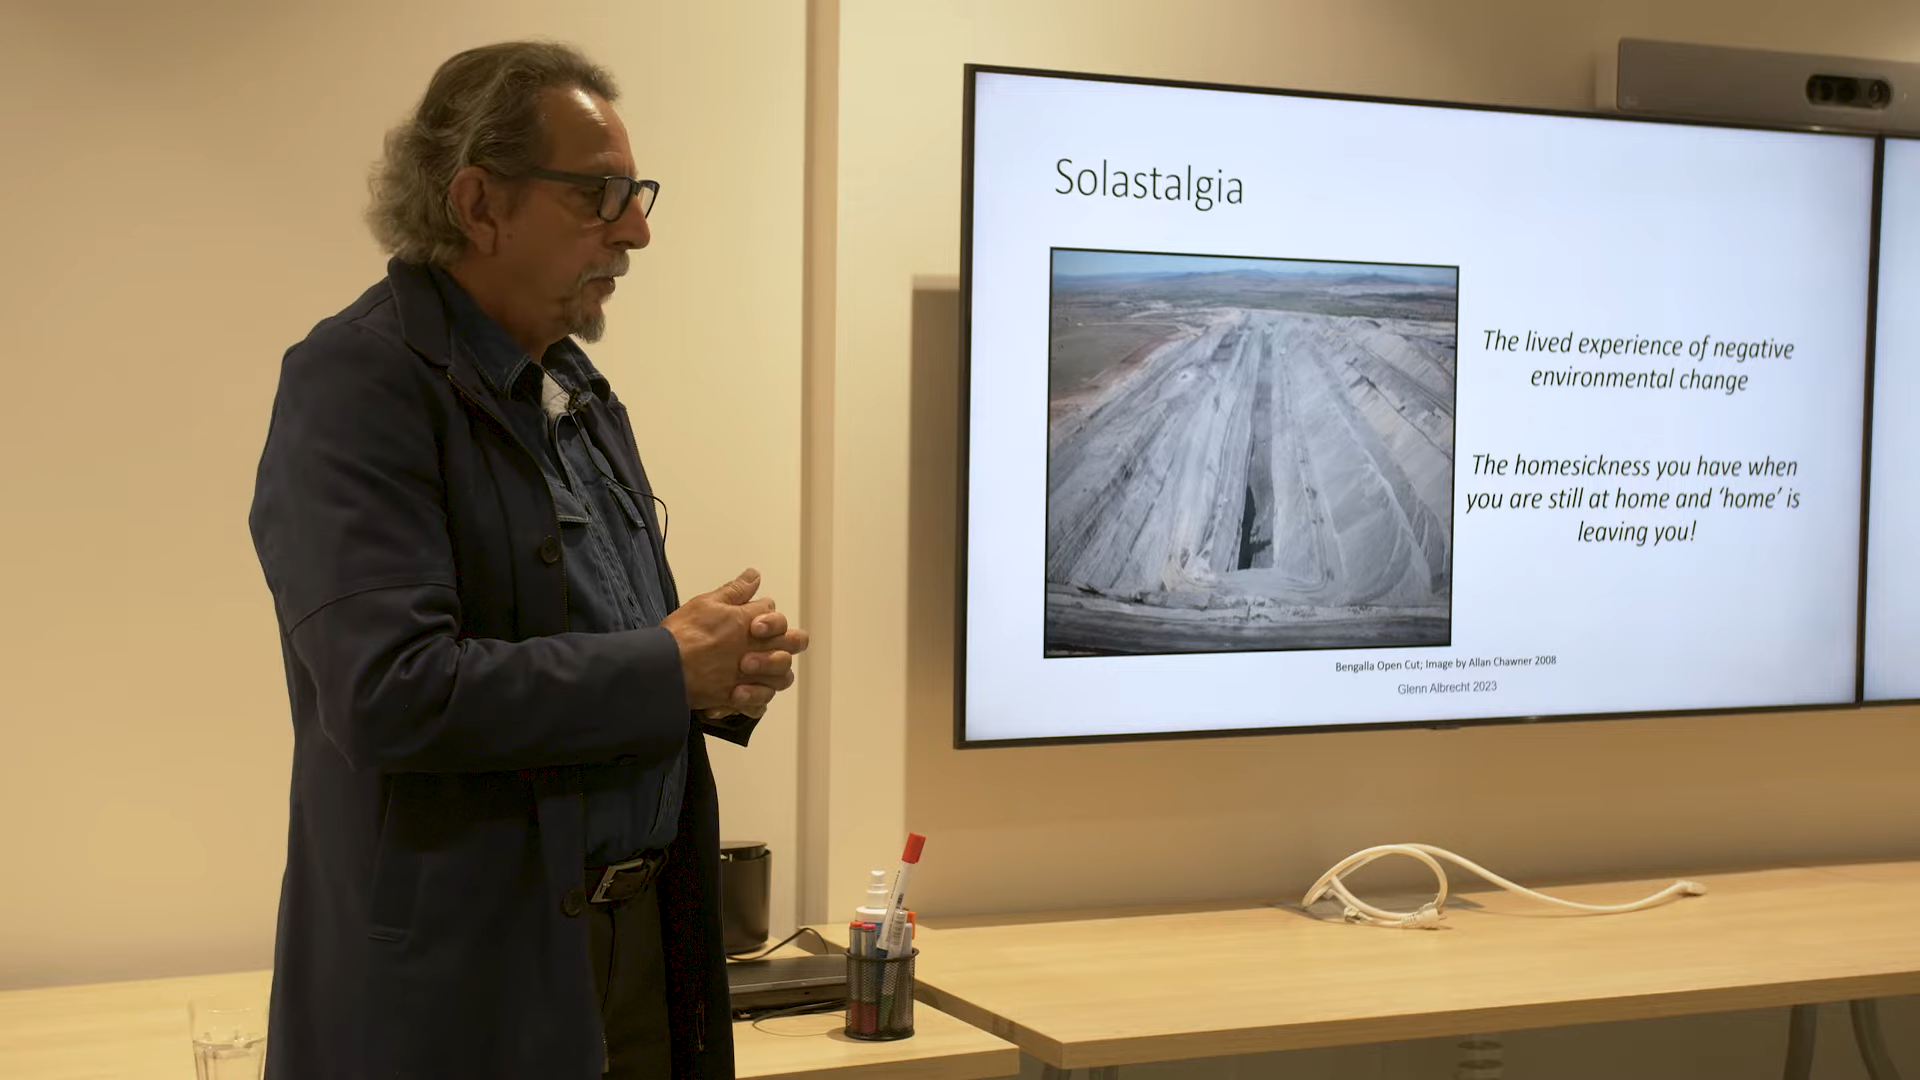 Solastalgia
The lived experience of negative
environmental change
The homesickness you have when
you are still at home and ‘home’ is
leaving you!
Bengalla Open Cut; Image by Allan Chawner 2008
Glenn Albrecht 2023